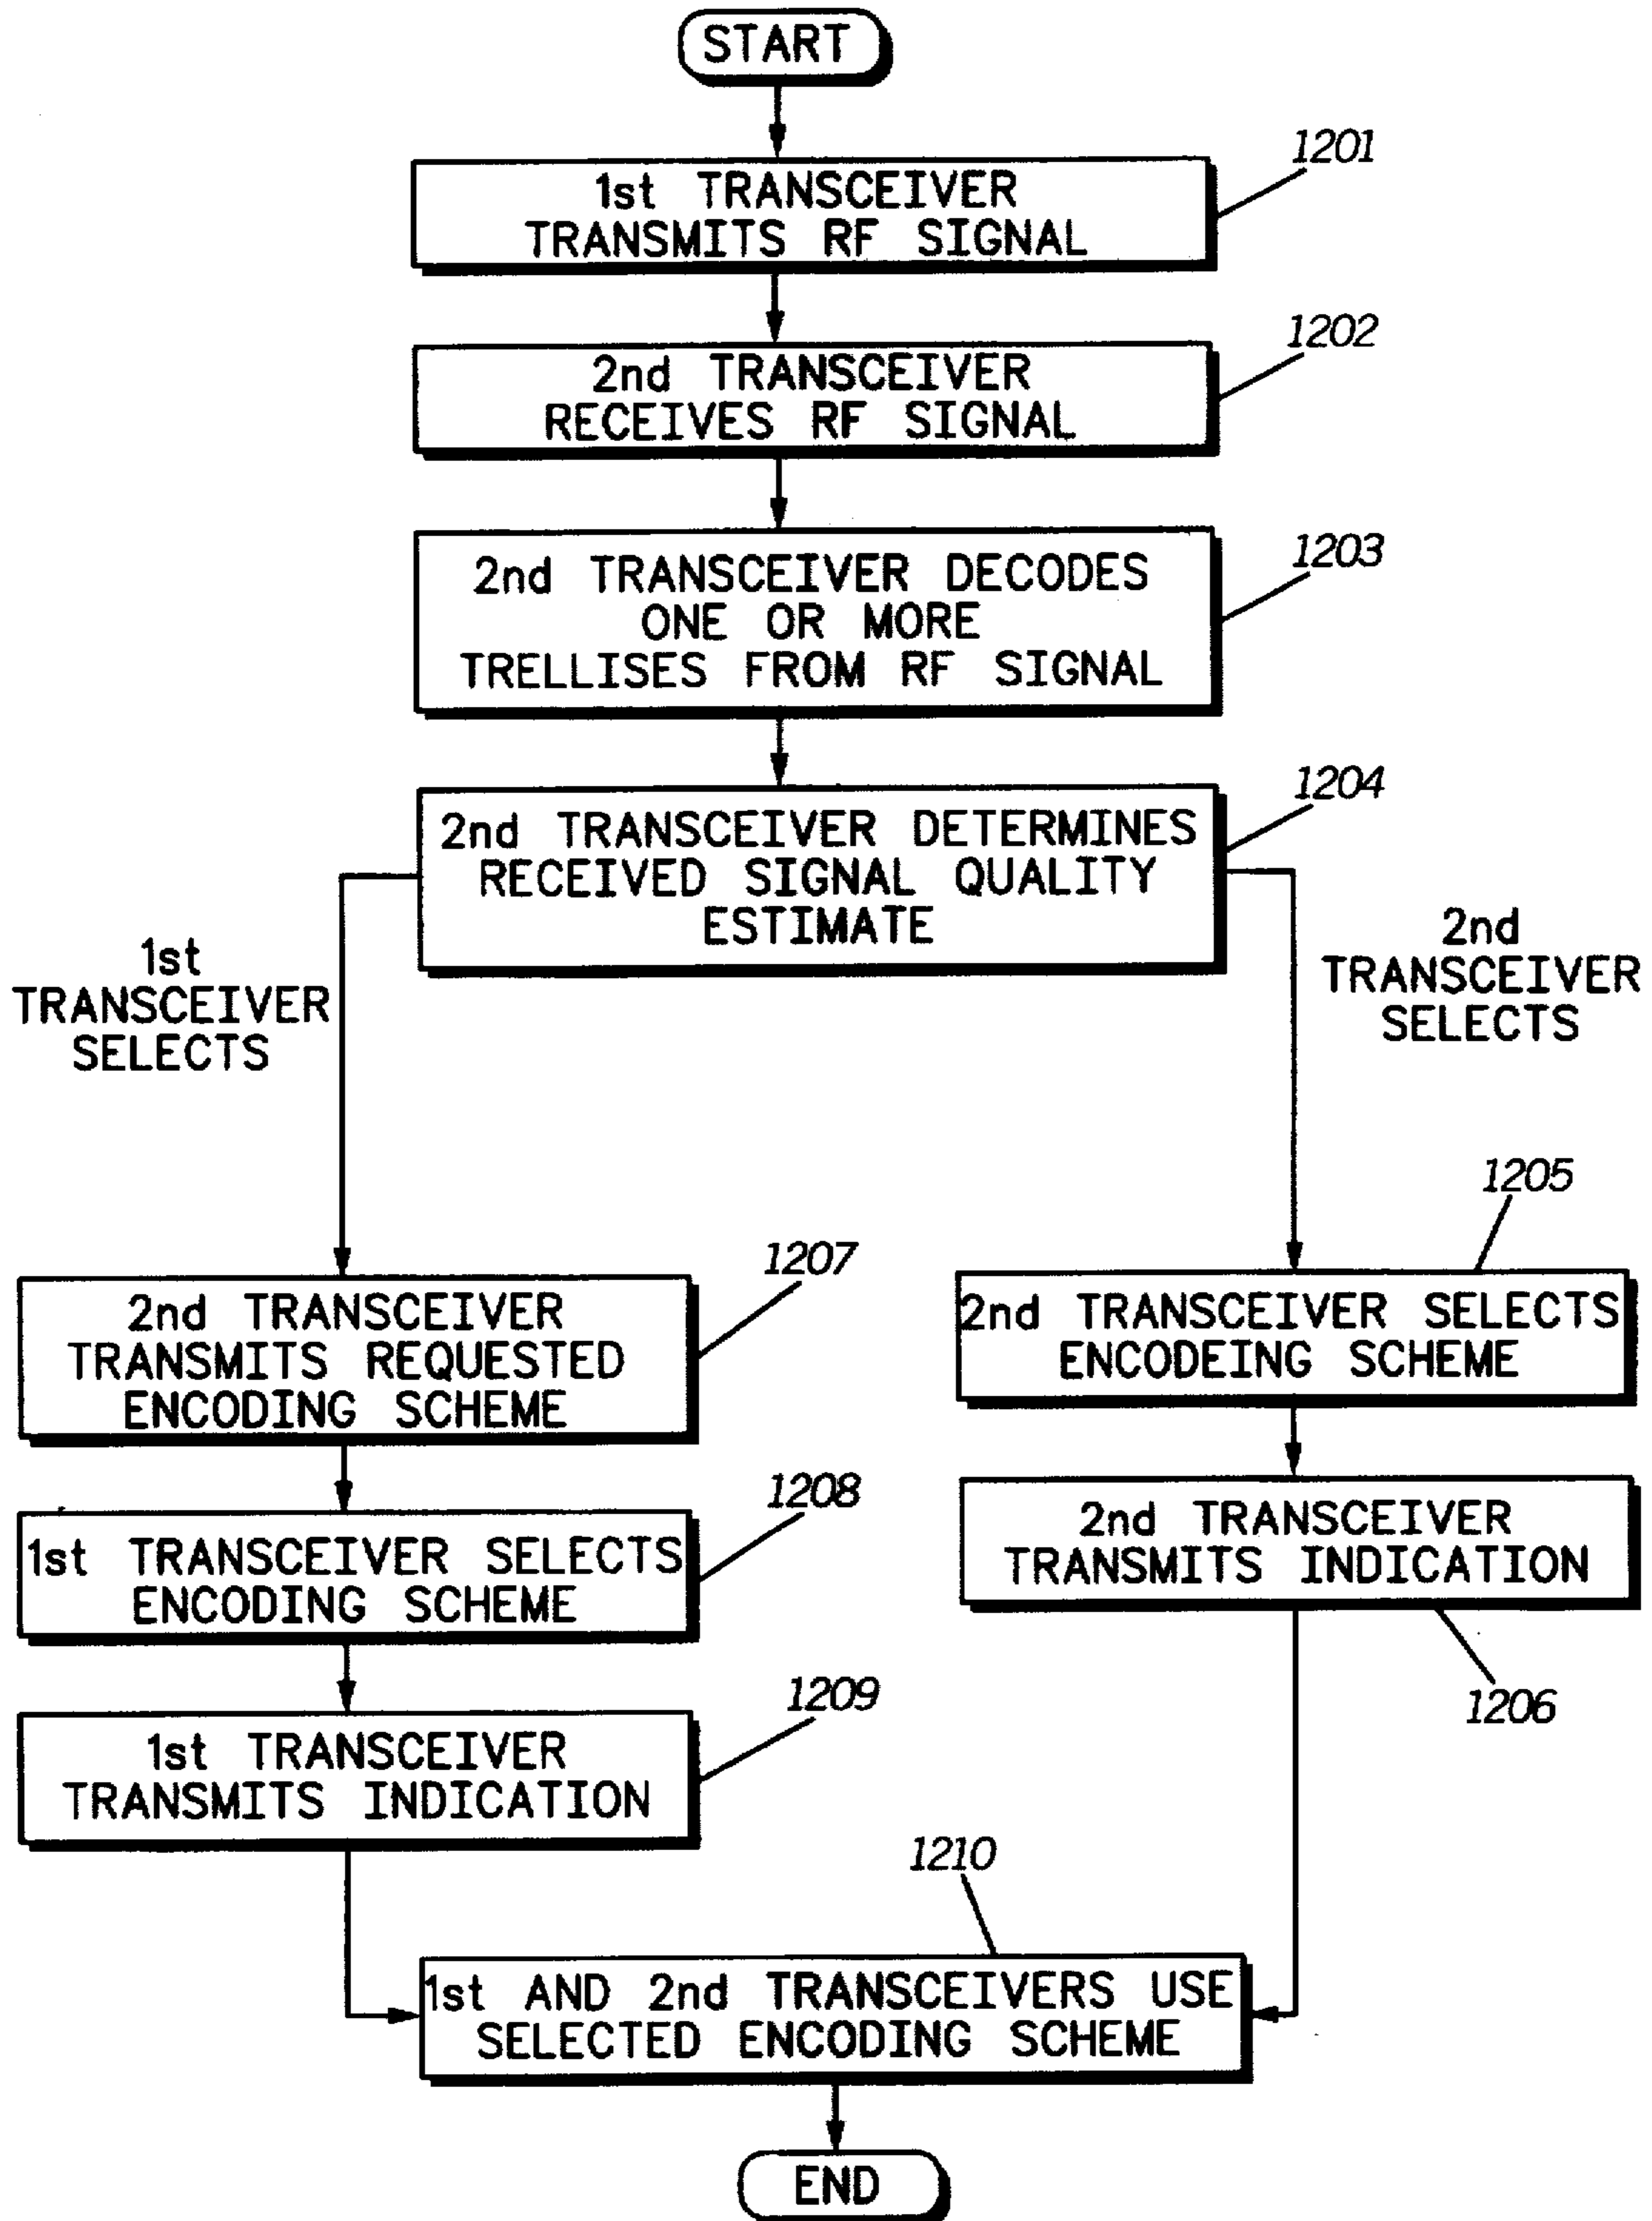 START
1201
1st TRANSCEIVER
TRANSMITS RF SIGNAL
1202
2nd TRANSCEIVER
RECEIVES RF SIGNAL
1203
2nd TRANSCEIVER DECODES
ONE OR MORE
TRELLISES FROM RF SIGNAL
1204
2nd TRANSCEIVER DETERMINES
RECEIVED SIGNAL QUALITY
ESTIMATE
1st
TRANSCEIVER
SELECTS
2nd
TRANSCEIVER
SELECTS
1207
2nd TRANSCEIVER
TRANSMITS REQUESTED
ENCODING SCHEME
1208
1st TRANSCEIVER SELECTS
ENCODING SCHEME
1209
1st TRANSCEIVER
TRANSMITS INDICATION
1205
2nd TRANSCEIVER SELECTS
ENCODEING SCHEME
2nd TRANSCEIVER
TRANSMITS INDICATION
1206
1210
1st AND 2nd TRANSCEIVERS USE
SELECTED ENCODING SCHEME
END